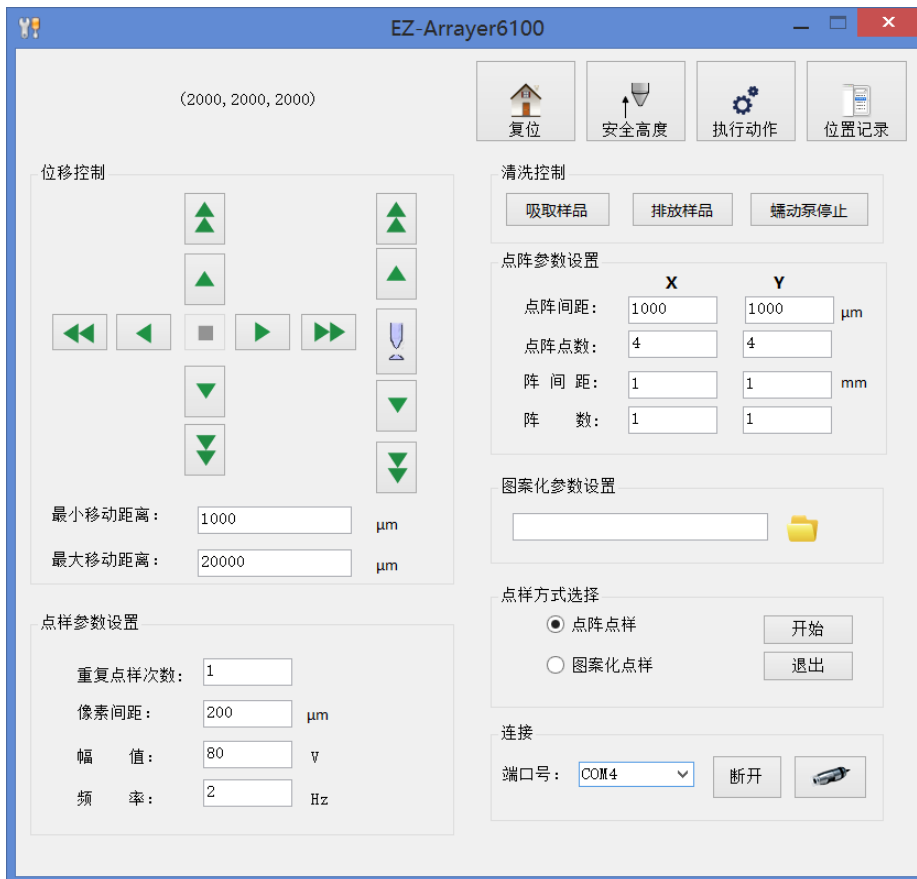 EZ-Arrayer6100
(2000, 2000, 2000)
复位
安全高度
执行动作
位置记录
位移控制
最小移动距离: 1000 μm
最大移动距离: 20000 μm
点样参数设置
重复点样次数: 1
像素间距: 200 μm
幅 值: 80 V
频 率: 2 Hz
清洗控制
吸取样品 排放样品 蠕动泵停止
点阵参数设置
X Y
点阵间距: 1000 1000 μm
点阵点数: 4 4
阵 间 距: 1 1 mm
阵 数: 1 1
图案化参数设置
点样方式选择
点阵点样 开始
图案化点样 退出
连接
端口号: COM4 断开